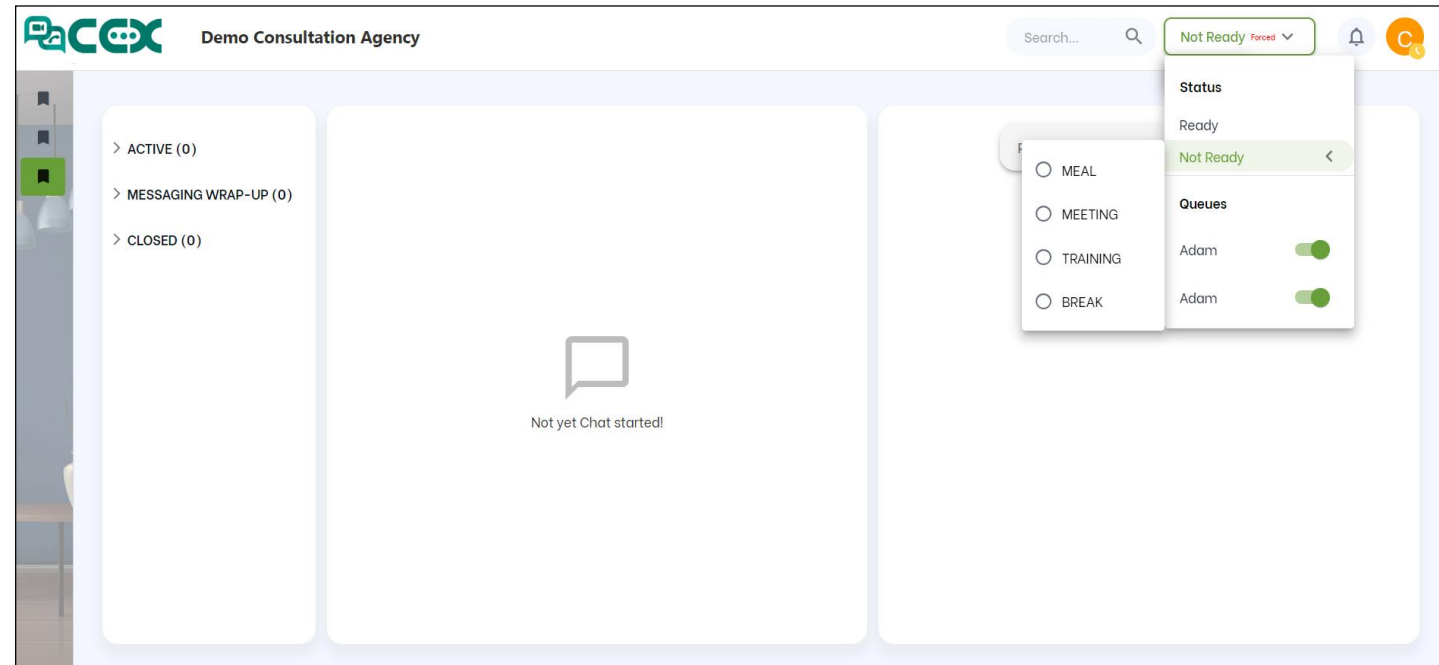 CCX
Demo Consultation Agency
Search...
Not Ready Forced
C
Status
Ready
Not Ready
Queues
Adam
Adam
MEAL
MEETING
TRAINING
BREAK
ACTIVE (0)
MESSAGING WRAP-UP (0)
CLOSED (0)
Not yet Chat started!